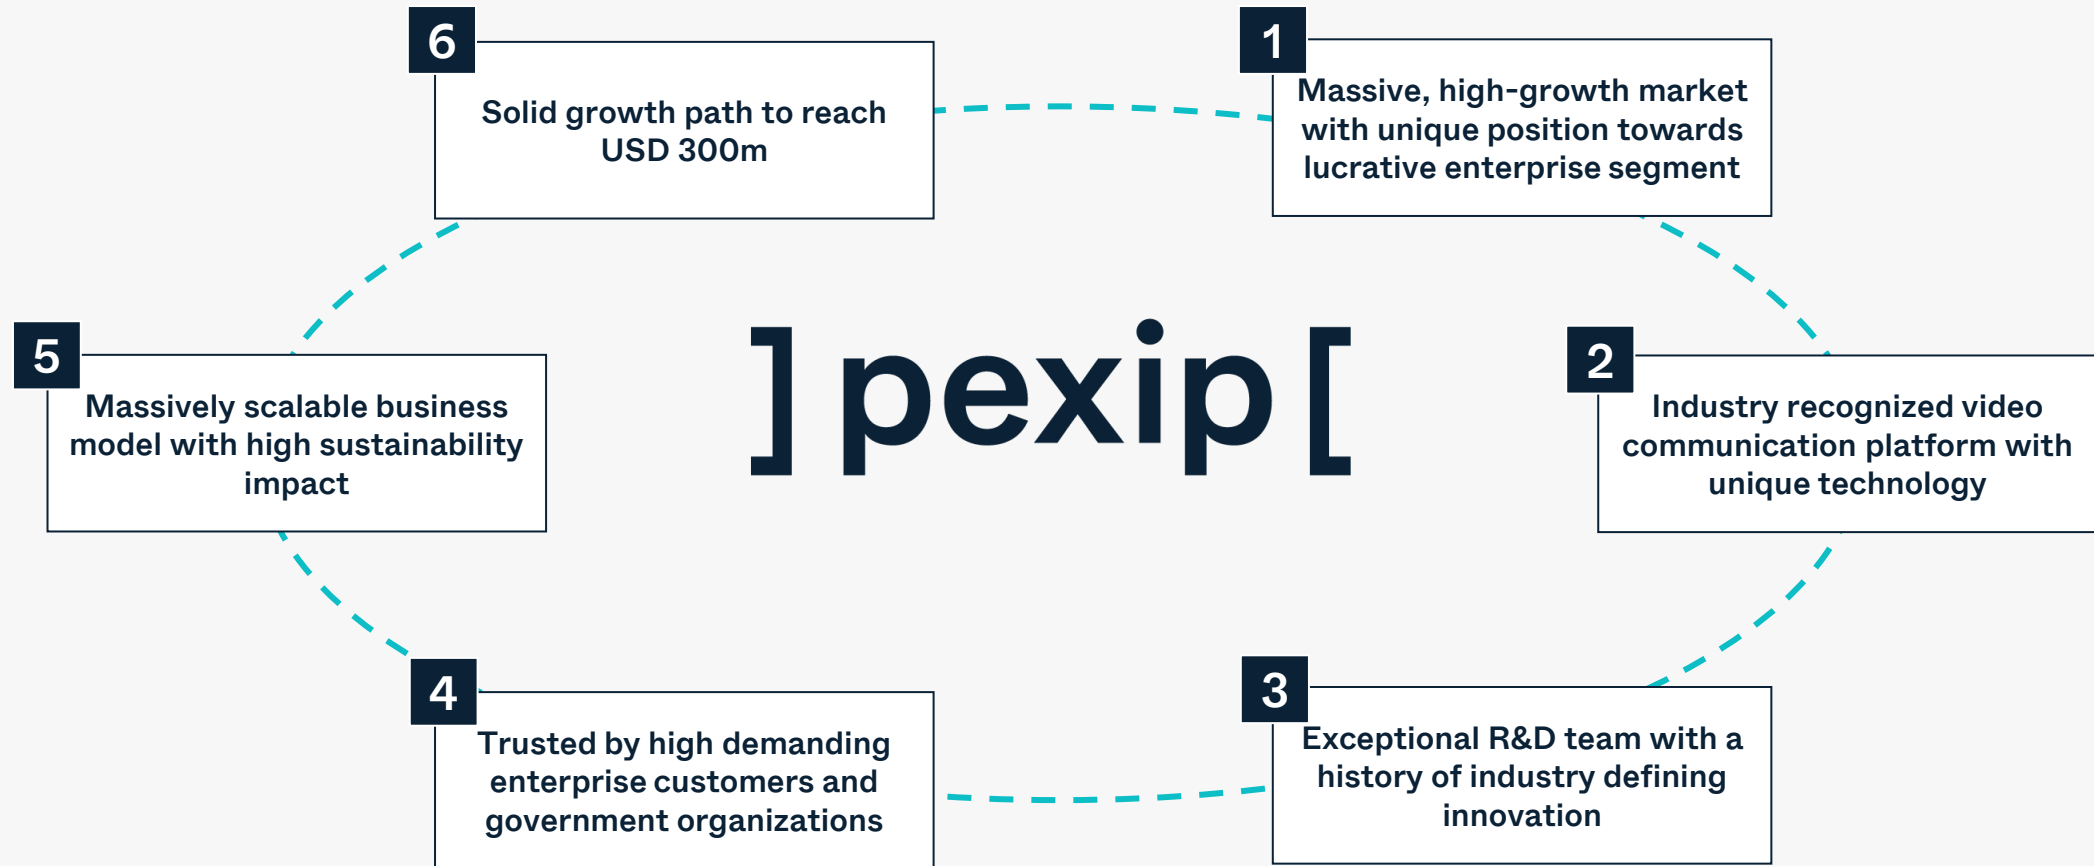 6
Solid growth path to reach
USD 300m
1
Massive, high-growth market
with unique position towards
lucrative enterprise segment
5
Massively scalable business
model with high sustainability
impact
]pexip[
2
Industry recognized video
communication platform with
unique technology
4
Trusted by high demanding
enterprise customers and
government organizations
3
Exceptional R&D team with a
history of industry defining
innovation